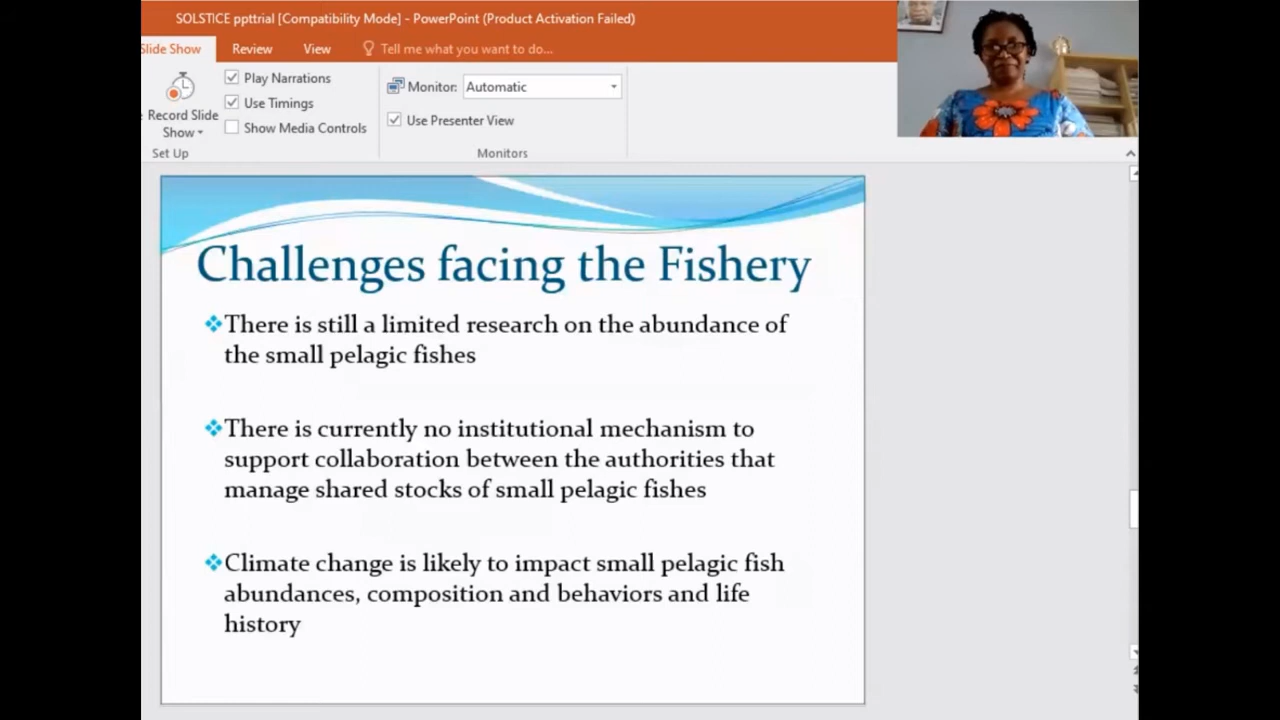 SOLSTICE ppttrial [Compatibility Mode] - PowerPoint (Product Activation Failed)
Slide Show Review View Tell me what you want to do...
Record Slide Show
Play Narrations
Use Timings
Show Media Controls
Set Up
Monitor: Automatic
Use Presenter View
Monitors
Challenges facing the Fishery
There is still a limited research on the abundance of
the small pelagic fishes
There is currently no institutional mechanism to
support collaboration between the authorities that
manage shared stocks of small pelagic fishes
Climate change is likely to impact small pelagic fish
abundances, composition and behaviors and life
history